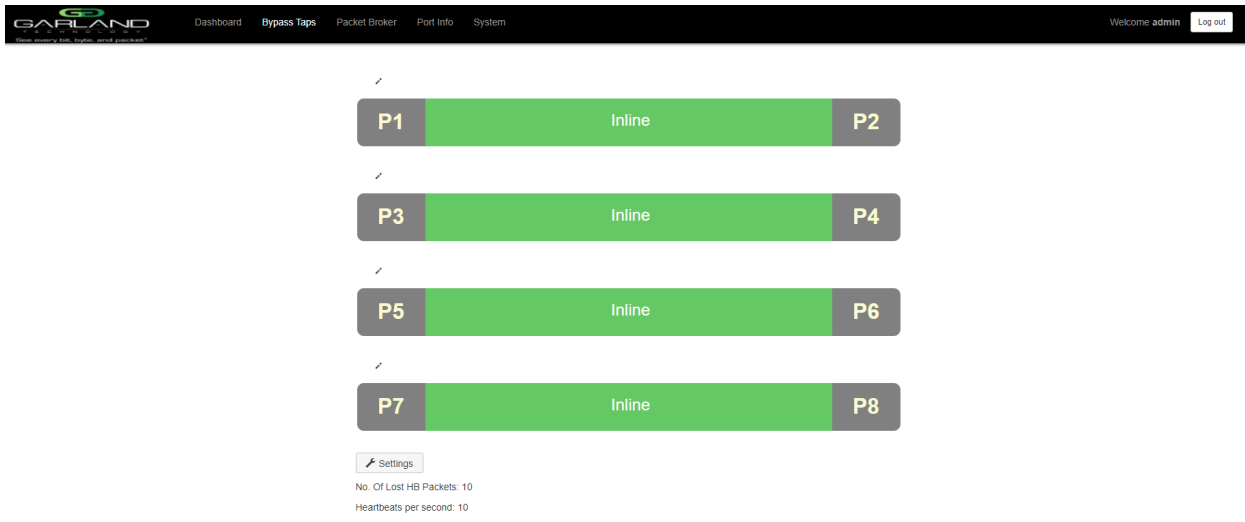 GARLAND
TECHNOLOGY
See every bit, byte, and packet®
Dashboard Bypass Taps Packet Broker Port Info System
Welcome admin Log out
P1 Inline P2
P3 Inline P4
P5 Inline P6
P7 Inline P8
Settings
No. Of Lost HB Packets: 10
Heartbeats per second: 10